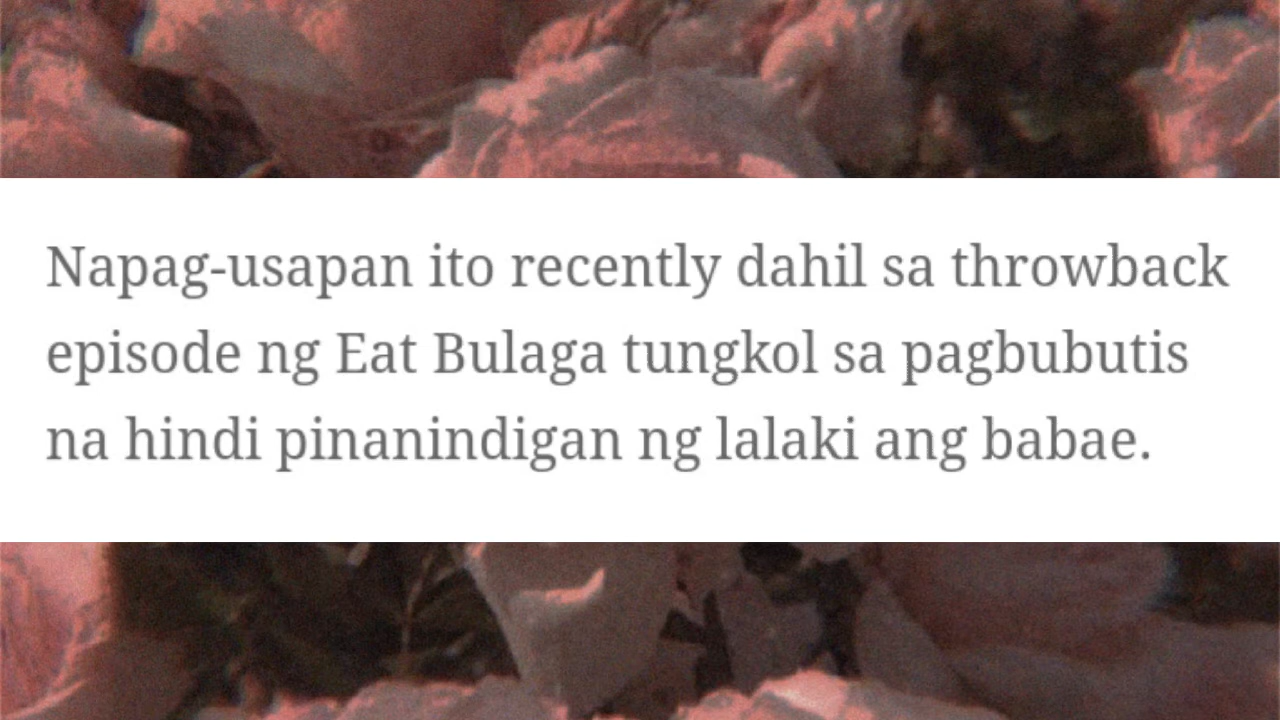 Napag-usapan ito recently dahil sa throwback
episode ng Eat Bulaga tungkol sa pagbubutis
na hindi pinanindigan ng lalaki ang babae.